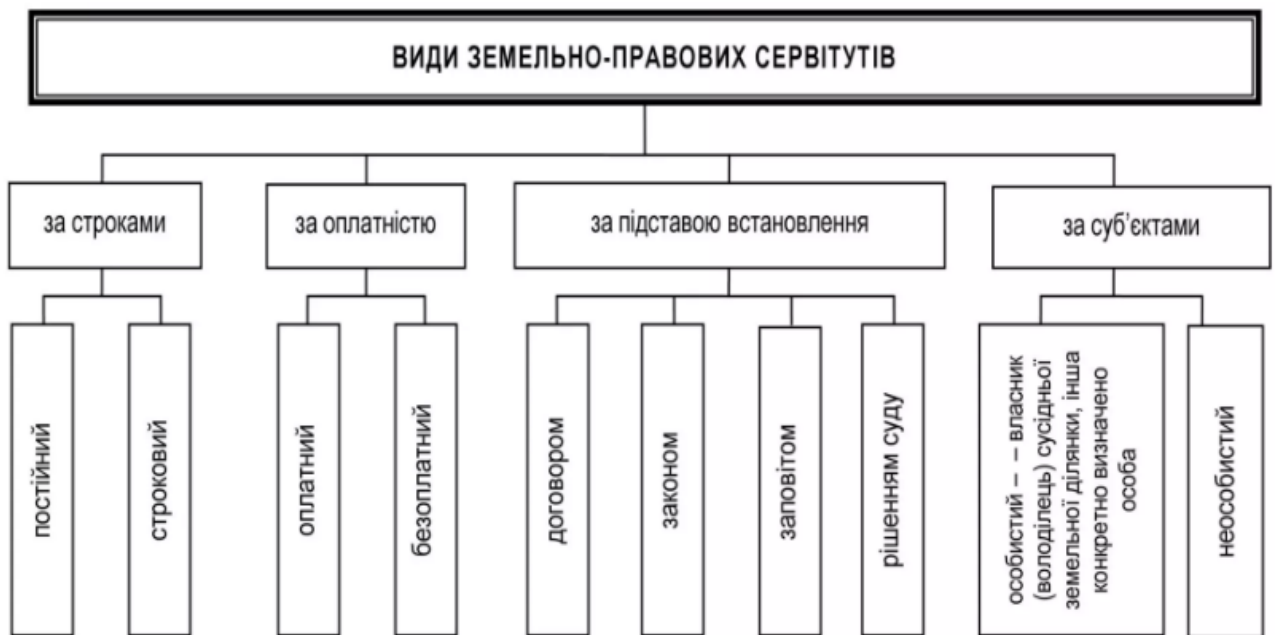 ВИДИ ЗЕМЕЛЬНО-ПРАВОВИХ СЕРВІТУТІВ
за строками
за оплатністю
за підставою встановлення
за суб’єктами
постійний
строковий
оплатний
безоплатний
договором
законом
заповітом
рішенням суду
особистий – – власник
(володілець) сусідньої
земельної ділянки, інша
конкретно визначено
особа
неособистий